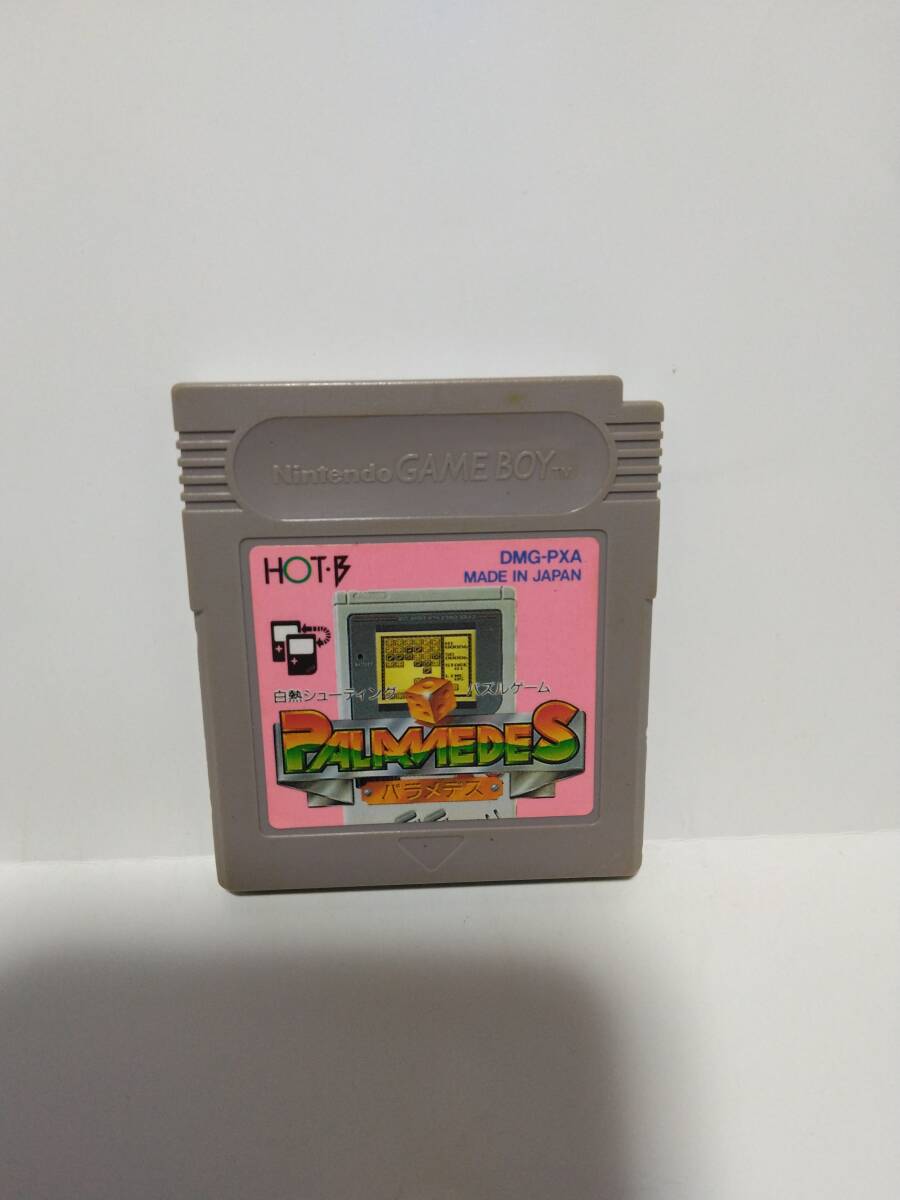 Nintendo GAME BOY™
HOT・B
DMG-PXA
MADE IN JAPAN
白熱シューティング パズルゲーム
PALAMEDES
パラメデス